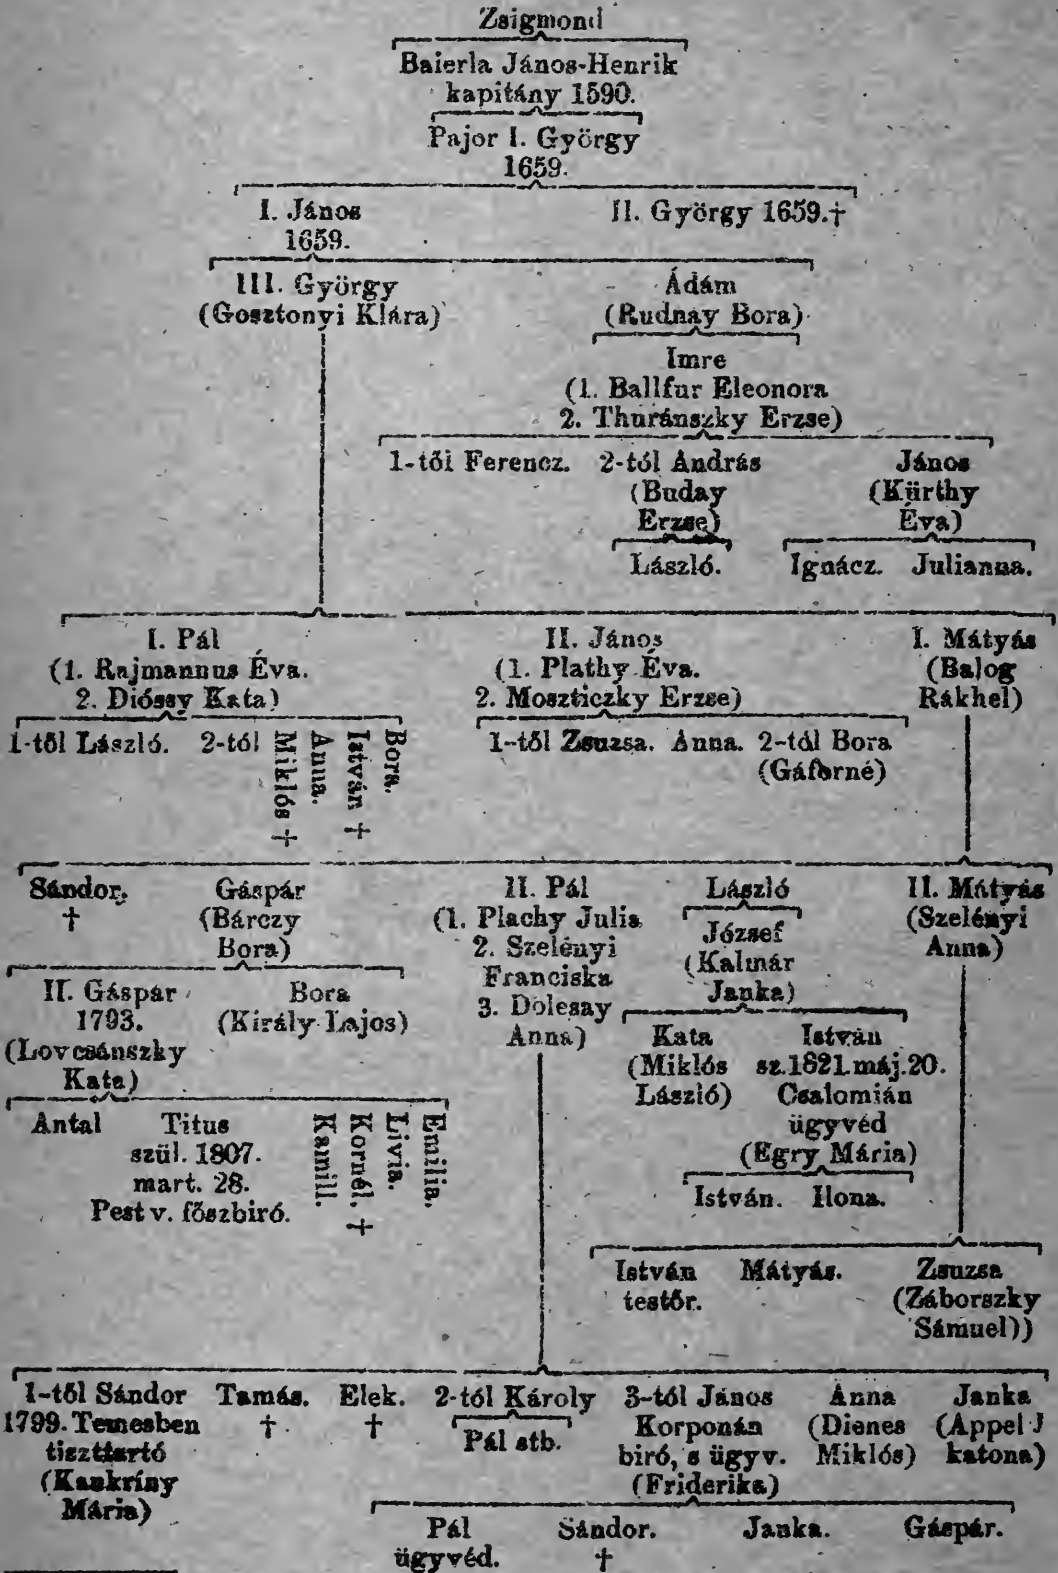 Zsigmond
Baierla János-Henrik
kapitány 1590.
Pajor I. György
1659.
I. János II. György 1659.†
1659.
III. György Ádám
(Gosztonyi Klára) (Rudnay Bora)
Imre
(1. Ballfur Eleonora
2. Thuránszky Erzse)
1-től Ferencz. 2-tól András János
(Buday (Kürthy
Erzse) Éva)
László. Ignácz. Julianna.
I. Pál II. János I. Mátyás
(1. Rajmannus Éva. (1. Plathy Éva. (Balog
2. Dióssy Kata) 2. Moszticzky Erzse) Rákhel)
1-től László. 2-tól Miklós † Anna. István † Bora. 1-től Zsuzsa. Anna. 2-tól Bora
(Gáforné)
Sándor. Gáspár II. Pál László II. Mátyás
† (Bárczy (1. Plachy Julia József (Szelényi
Bora) 2. Szelényi (Kalmár Anna)
II. Gáspár Bora Franciska Janka)
1793. (Király Lajos) 3. Dolesay Kata István
(Lovcsánszky Anna) (Miklós sz.1821.máj.20.
Kata) László) Csalomián
Antal Titus Kamill. Kornél. † Livia. Emilia. ügyvéd
szül. 1807. (Egry Mária)
mart. 28. István. Ilona.
Pest v. főszbiró.
István Mátyás. Zsuzsa
testőr. (Záborszky
Sámuel))
1-től Sándor Tamás. Elek. 2-tól Károly 3-tól János Anna Janka
1799. Temesben † † Pál stb. Korponán (Dienes (Appel J
tiszttartó biró, s ügyv. Miklós) katona)
(Kankríny (Friderika)
Mária)
Pál Sándor. Janka. Gáspár.
ügyvéd. †